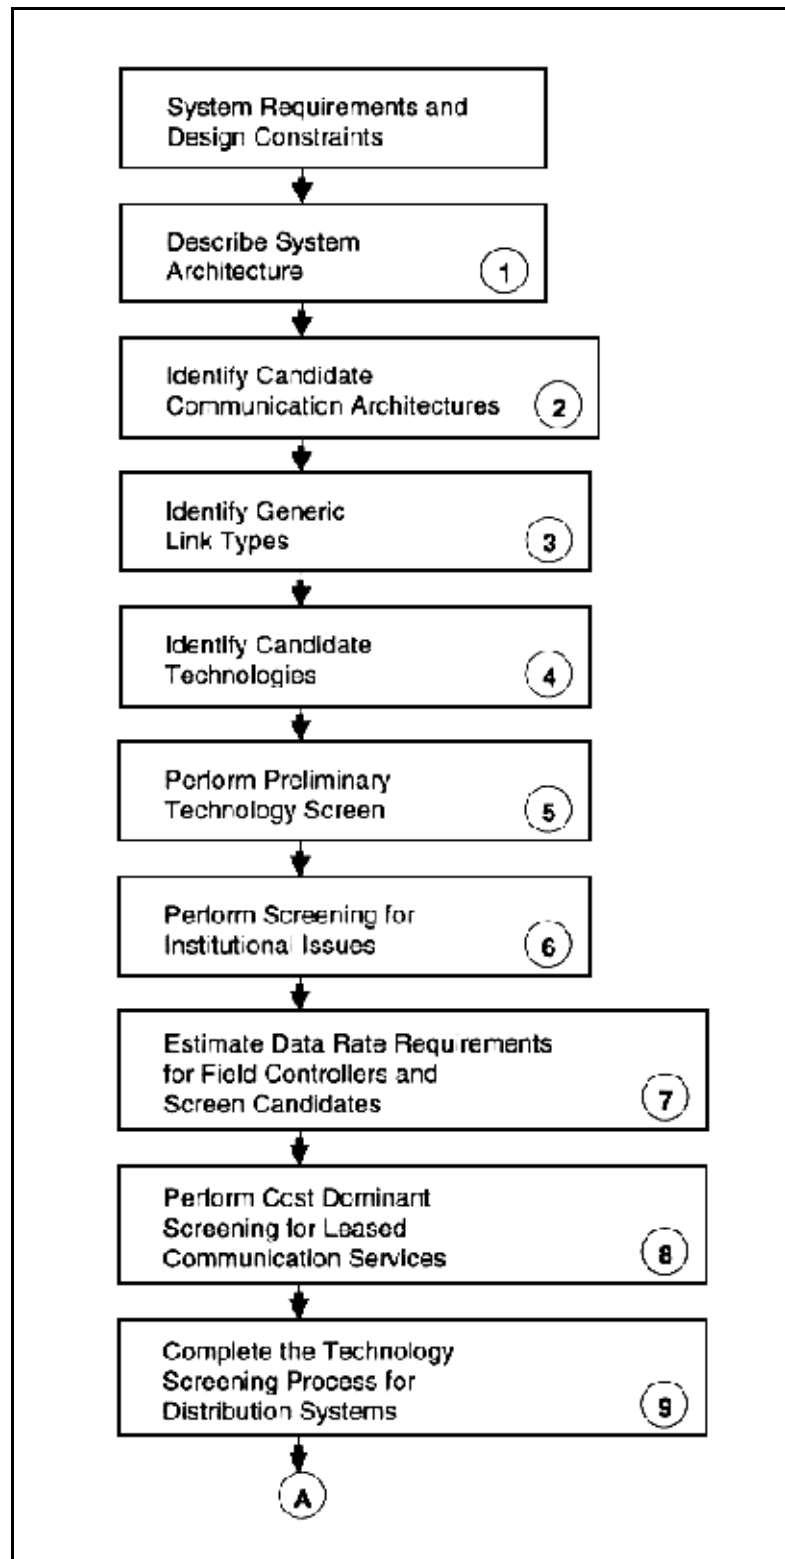 System Requirements and
Design Constraints
Describe System
Architecture
1
Identify Candidate
Communication Architectures
2
Identify Generic
Link Types
3
Identify Candidate
Technologies
4
Perform Preliminary
Technology Screen
5
Perform Screening for
Institutional Issues
6
Estimate Data Rate Requirements
for Field Controllers and
Screen Candidates
7
Perform Cost Dominant
Screening for Leased
Communication Services
8
Complete the Technology
Screening Process for
Distribution Systems
9
A